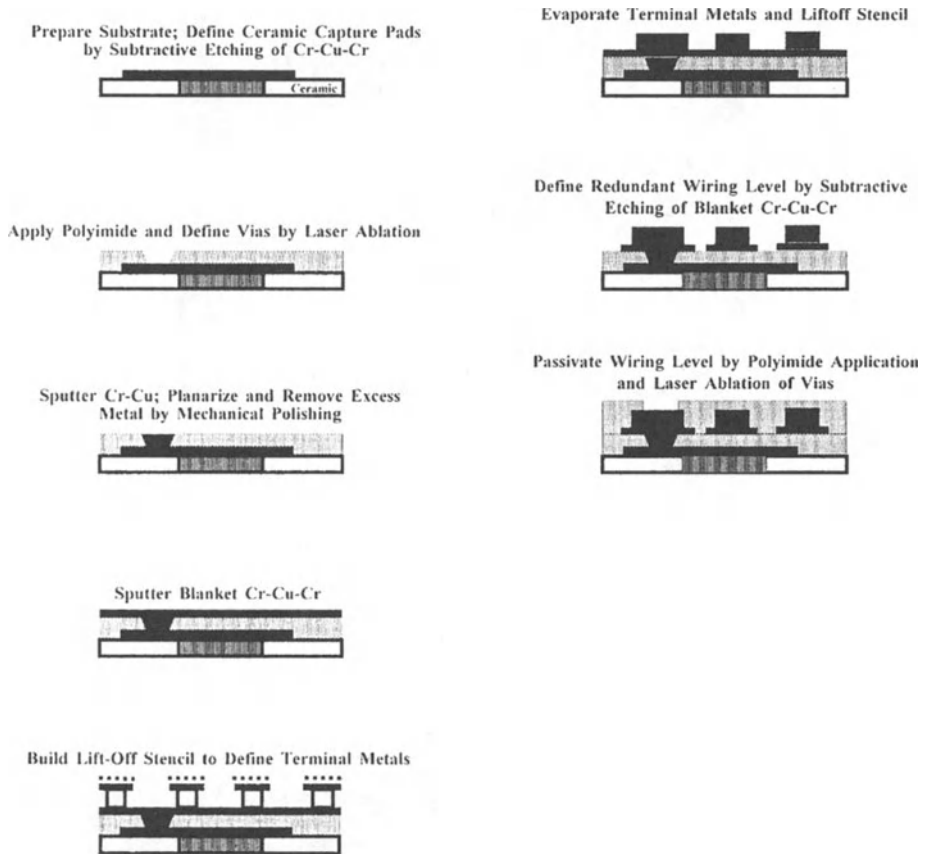 Prepare Substrate; Define Ceramic Capture Pads
by Subtractive Etching of Cr-Cu-Cr
Ceramic
Apply Polyimide and Define Vias by Laser Ablation
Sputter Cr-Cu; Planarize and Remove Excess
Metal by Mechanical Polishing
Sputter Blanket Cr-Cu-Cr
Build Lift-Off Stencil to Define Terminal Metals
Evaporate Terminal Metals and Liftoff Stencil
Define Redundant Wiring Level by Subtractive
Etching of Blanket Cr-Cu-Cr
Passivate Wiring Level by Polyimide Application
and Laser Ablation of Vias